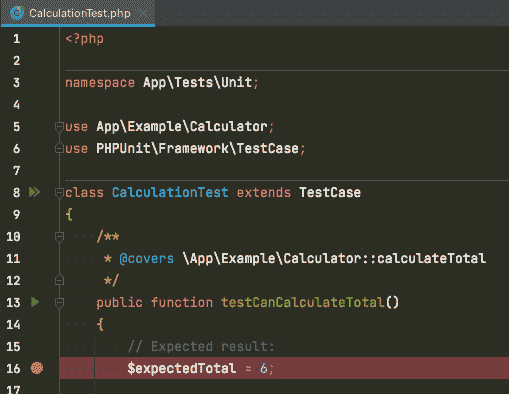 CalculationTest.php
1 <?php
2
3 namespace App\Tests\Unit;
4
5 use App\Example\Calculator;
6 use PHPUnit\Framework\TestCase;
7
8 class CalculationTest extends TestCase
9 {
10 /**
11 * @covers \App\Example\Calculator::calculateTotal
12 */
13 public function testCanCalculateTotal()
14 {
15 // Expected result:
16 $expectedTotal = 6;
17